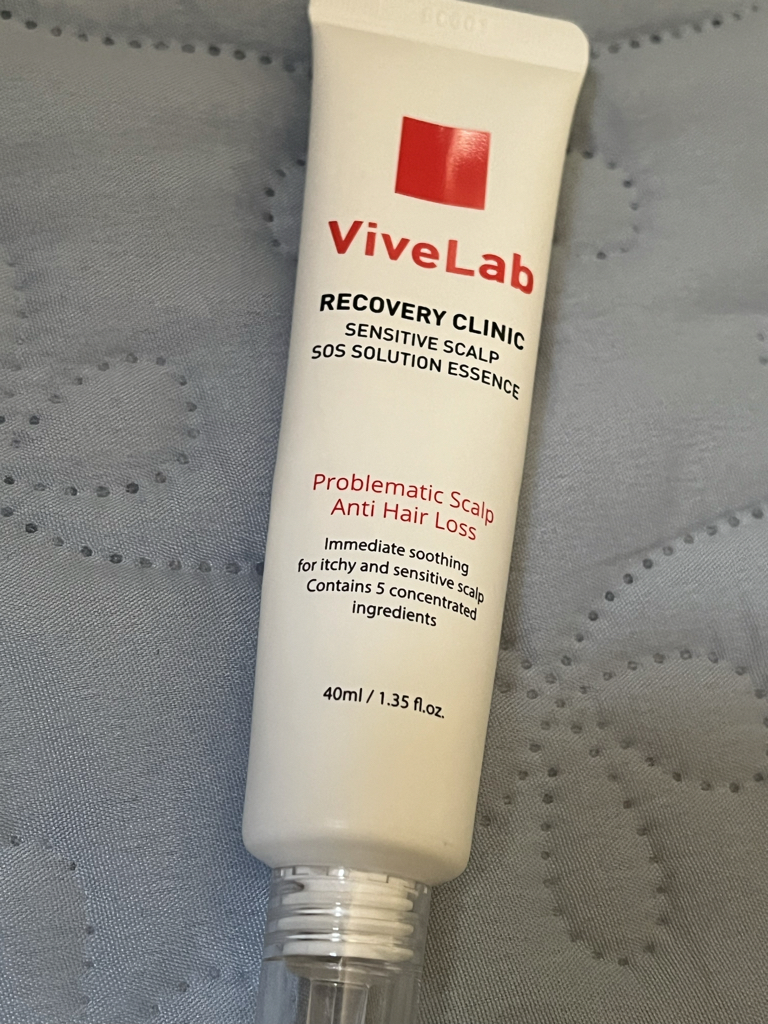 ViveLab
RECOVERY CLINIC
SENSITIVE SCALP
SOS SOLUTION ESSENCE
Problematic Scalp
Anti Hair Loss
Immediate soothing
for itchy and sensitive scalp
Contains 5 concentrated
ingredients
40ml / 1.35 fl.oz.